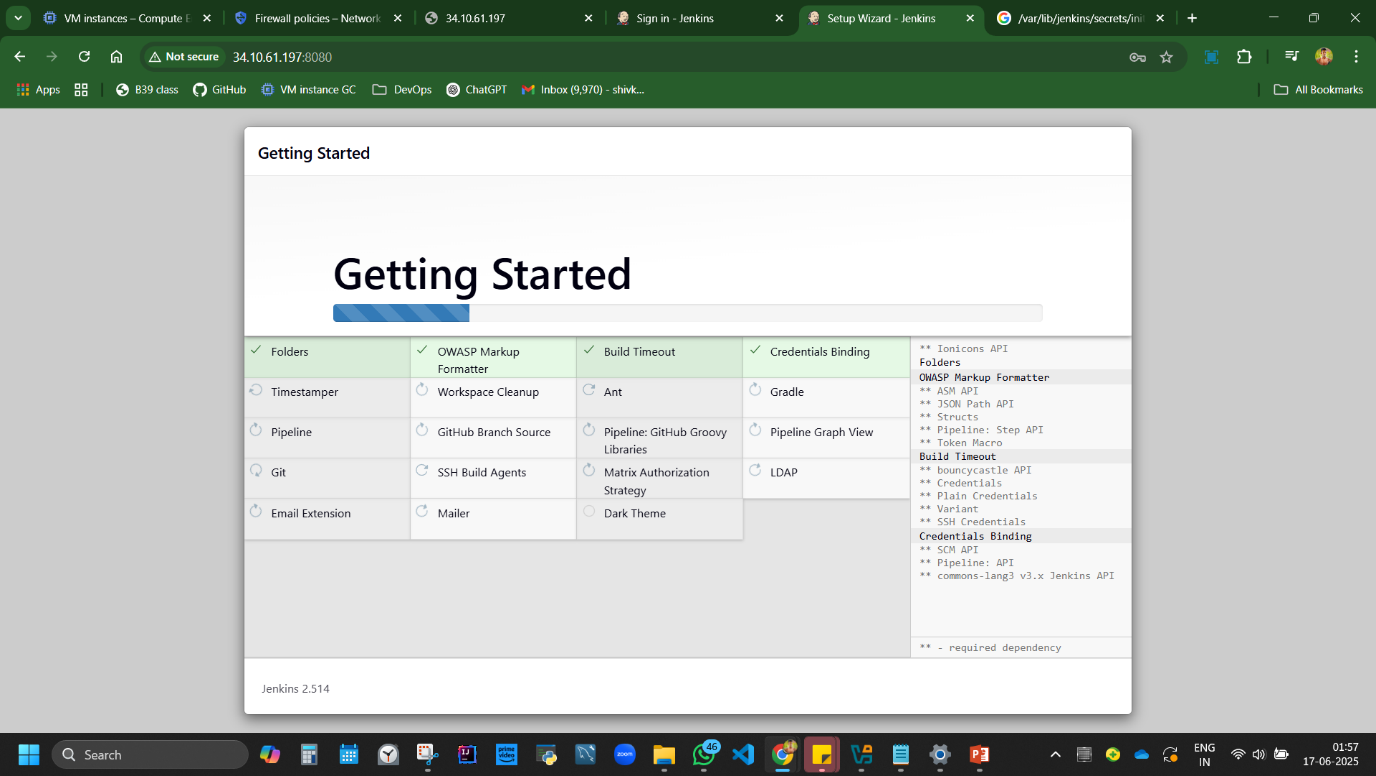 VM instances – Compute E
Firewall policies – Network
34.10.61.197
Sign in - Jenkins
Setup Wizard - Jenkins
/var/lib/jenkins/secrets/ini
Not secure
34.10.61.197:8080
Apps
B39 class
GitHub
VM instance GC
DevOps
ChatGPT
Inbox (9,970) - shivk...
All Bookmarks
Getting Started
Getting Started
Folders
OWASP Markup
Formatter
Build Timeout
Credentials Binding
Timestamper
Workspace Cleanup
Ant
Gradle
Pipeline
GitHub Branch Source
Pipeline: GitHub Groovy
Libraries
Pipeline Graph View
Git
SSH Build Agents
Matrix Authorization
Strategy
LDAP
Email Extension
Mailer
Dark Theme
** Ionicons API
Folders
OWASP Markup Formatter
** ASM API
** JSON Path API
** Structs
** Pipeline: Step API
** Token Macro
Build Timeout
** bouncycastle API
** Credentials
** Plain Credentials
** Variant
** SSH Credentials
Credentials Binding
** SCM API
** Pipeline: API
** commons-lang3 v3.x Jenkins API
** - required dependency
Jenkins 2.514
Search
prime video
zoom
46
ENG
IN
01:57
17-06-2025